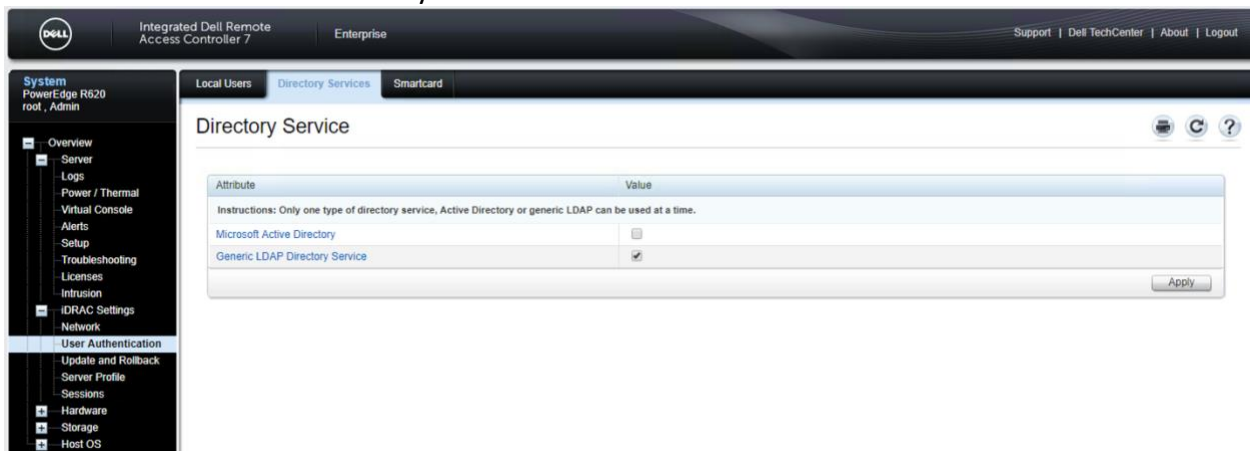 DELL
Integrated Dell Remote
Access Controller 7
Enterprise
Support | Dell TechCenter | About | Logout
System
PowerEdge R620
root , Admin
Overview
Server
Logs
Power / Thermal
Virtual Console
Alerts
Setup
Troubleshooting
Licenses
Intrusion
iDRAC Settings
Network
User Authentication
Update and Rollback
Server Profile
Sessions
Hardware
Storage
Host OS
Local Users Directory Services Smartcard
Directory Service
Attribute Value
Instructions: Only one type of directory service, Active Directory or generic LDAP can be used at a time.
Microsoft Active Directory
Generic LDAP Directory Service
Apply